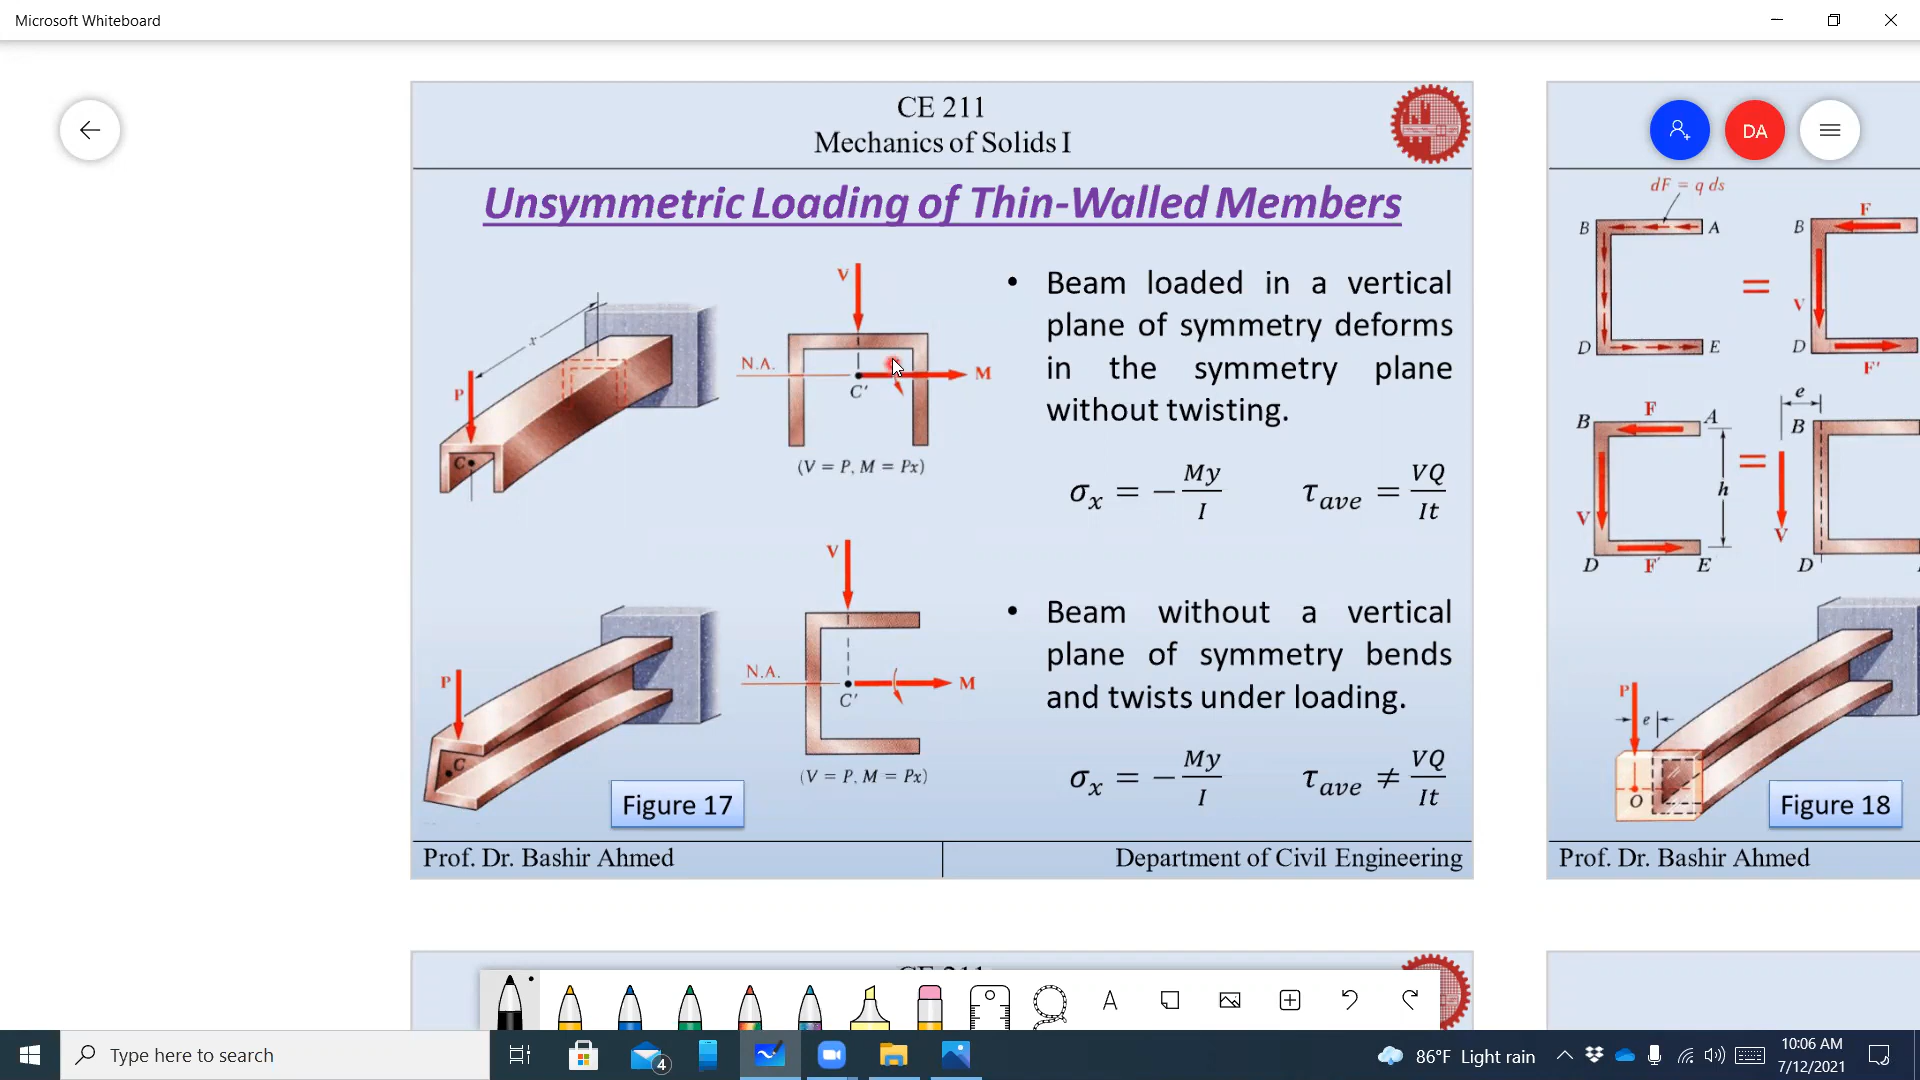 Microsoft Whiteboard
CE 211
Mechanics of Solids I
Unsymmetric Loading of Thin-Walled Members
x
P
C
V
N.A.
C'
M
(V = P, M = Px)
• Beam loaded in a vertical
plane of symmetry deforms
in the symmetry plane
without twisting.
σx = − My/I
τave = VQ/It
P
C
V
N.A.
C'
M
(V = P, M = Px)
Figure 17
• Beam without a vertical
plane of symmetry bends
and twists under loading.
σx = − My/I
τave ≠ VQ/It
Prof. Dr. Bashir Ahmed
Department of Civil Engineering
DA
dF = q ds
B
A
D
E
=
F
B
V
D
F'
F
B
A
V
h
D
F'
E
=
e
B
V
D
P
e
O
Figure 18
Prof. Dr. Bashir Ahmed
CE 211
A
Type here to search
4
86°F Light rain
10:06 AM
7/12/2021